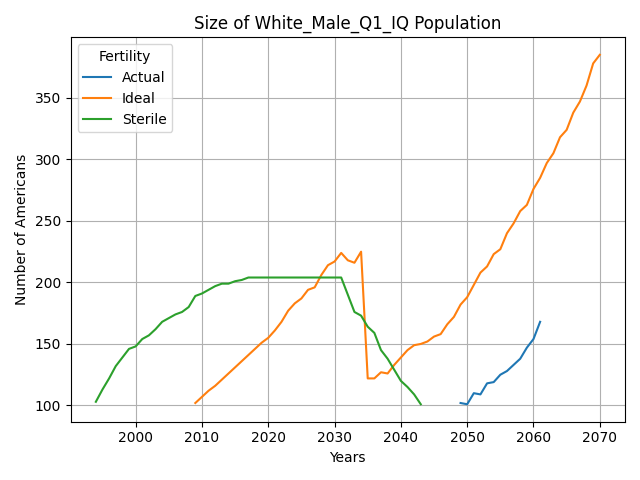 Size of White_Male_Q1_IQ Population
Fertility
Actual
Ideal
Sterile
Number of Americans
350
300
250
200
150
100
2000 2010 2020 2030 2040 2050 2060 2070
Years